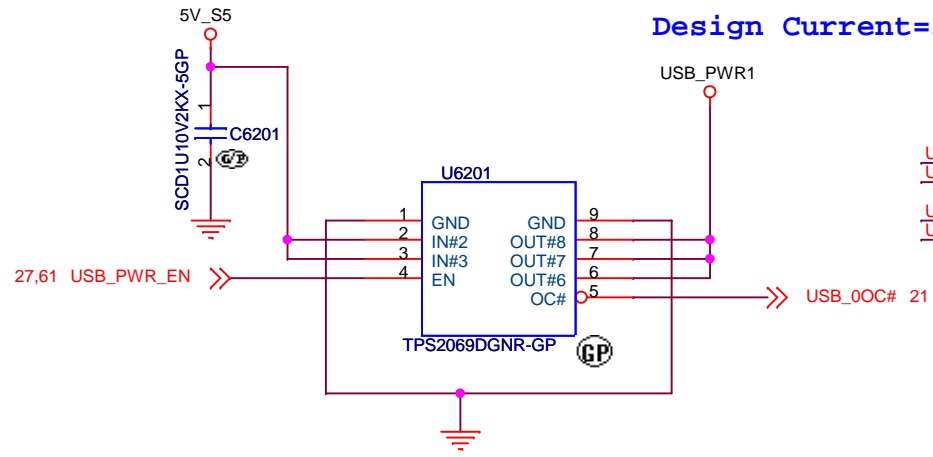 5V_S5
Design Current=
USB_PWR1
SCD1U10V2KX-5GP
1
2
C6201
G/P
U6201
1 GND
2 IN#2
3 IN#3
4 EN
GND 9
OUT#8 8
OUT#7 7
OUT#6 6
OC# 5
27,61 USB_PWR_EN
USB_0OC# 21
TPS2069DGNR-GP
GP